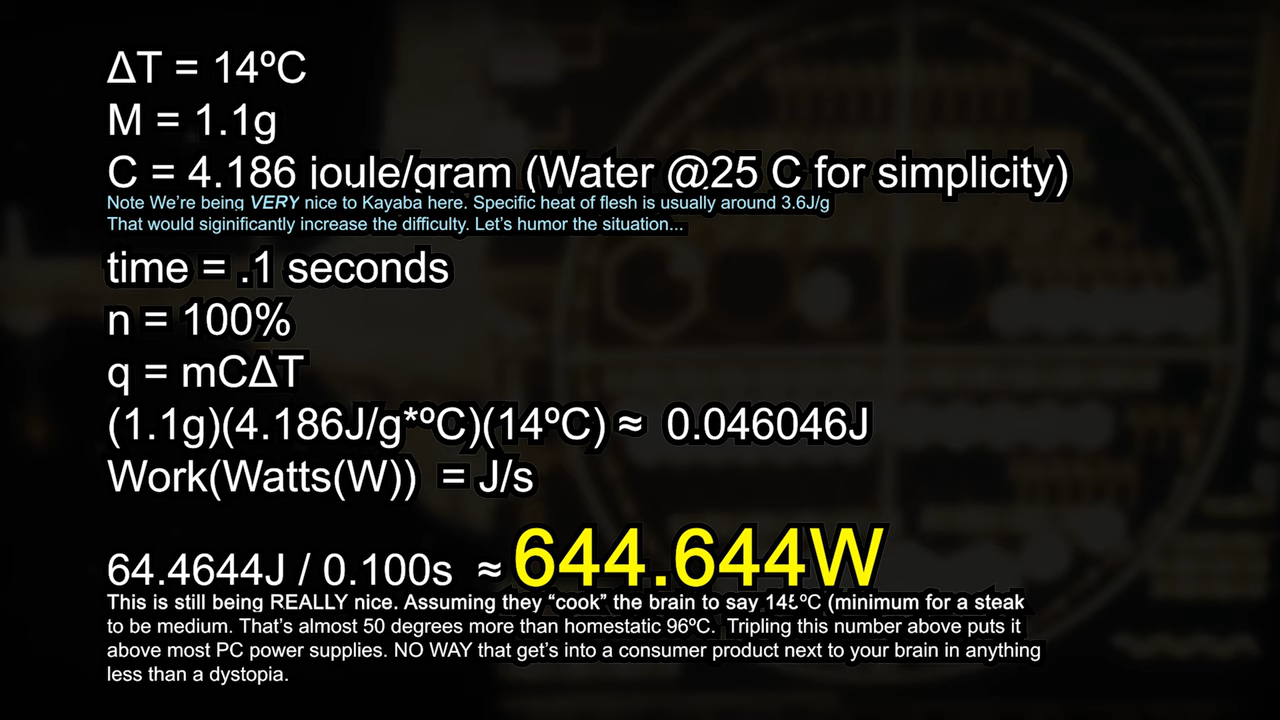 ΔT = 14ºC
M = 1.1g
C = 4.186 joule/gram (Water @25 C for simplicity)
Note We're being VERY nice to Kayaba here. Specific heat of flesh is usually around 3.6J/g
That would siginificantly increase the difficulty. Let's humor the situation...
time = .1 seconds
n = 100%
q = mCΔT
(1.1g)(4.186J/g*ºC)(14ºC) ≈ 0.046046J
Work(Watts(W)) = J/s
64.4644J / 0.100s ≈ 644.644W
This is still being REALLY nice. Assuming they “cook” the brain to say 145ºC (minimum for a steak
to be medium. That's almost 50 degrees more than homestatic 96ºC. Tripling this number above puts it
above most PC power supplies. NO WAY that get's into a consumer product next to your brain in anything
less than a dystopia.